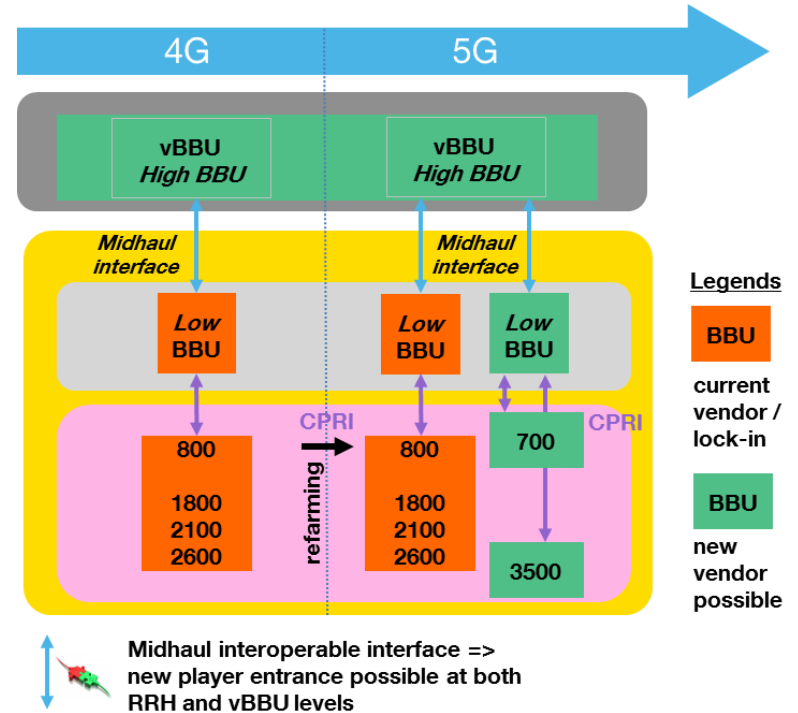 4G
5G
vBBU
High BBU
vBBU
High BBU
Midhaul
interface
Midhaul
interface
Low
BBU
Low
BBU
Low
BBU
CPRI
CPRI
800
1800
2100
2600
refarming
800
1800
2100
2600
700
3500
Legends
BBU
current
vendor /
lock-in
BBU
new
vendor
possible
Midhaul interoperable interface =>
new player entrance possible at both
RRH and vBBU levels